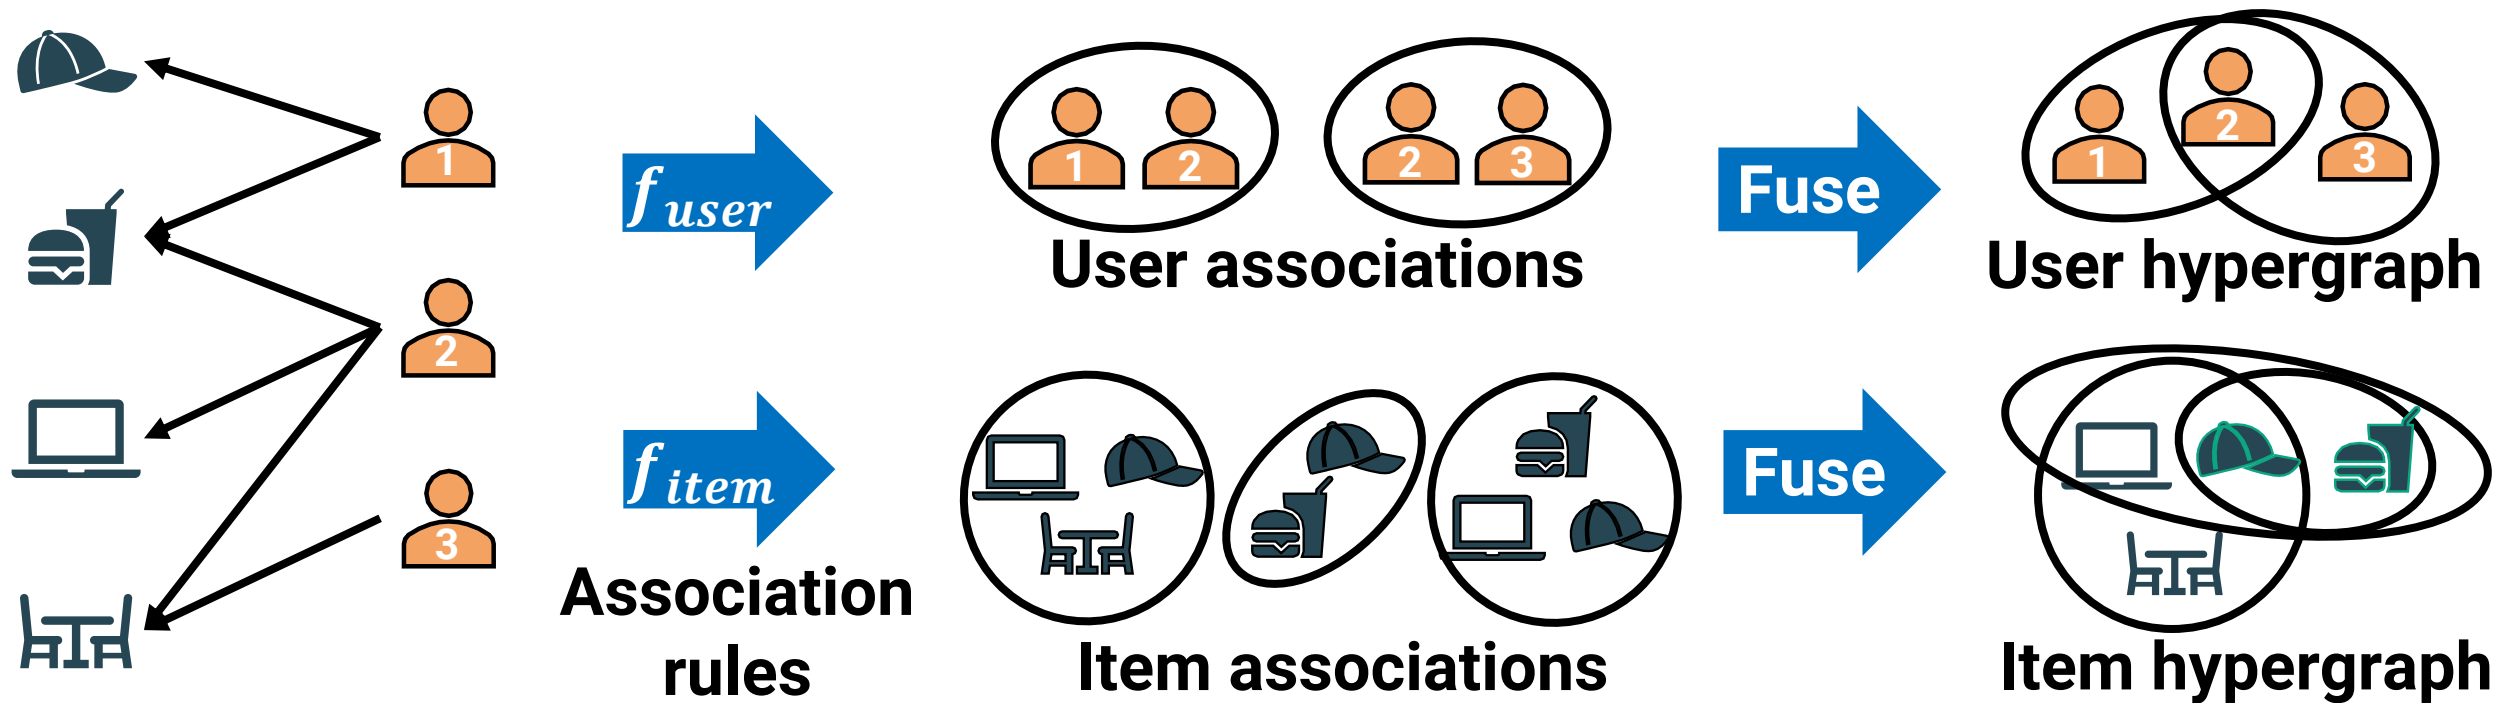 1
2
3
f user
f item
Association
rules
1 2
2 3
User associations
Item associations
Fuse
Fuse
1 2 3
User hypergraph
Item hypergraph